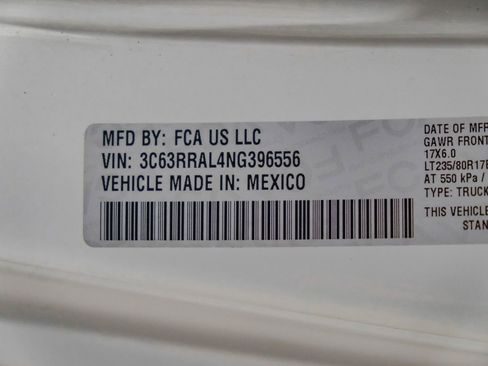 MFD BY: FCA US LLC
VIN: 3C63RRAL4NG396556
VEHICLE MADE IN: MEXICO
DATE OF MFR
GAWR FRONT
17X6.0
LT235/80R17E
AT 550 kPa /
TYPE: TRUCK
THIS VEHICLE
STAN